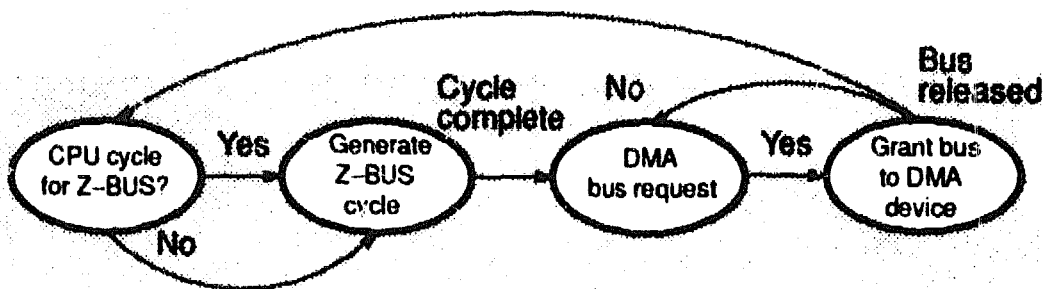 Bus
released
Cycle
complete
No
CPU cycle
for Z-BUS?
Yes
Generate
Z-BUS
cycle
DMA
bus request
Yes
Grant bus
to DMA
device
No